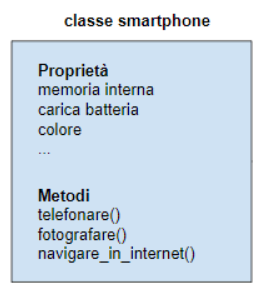 classe smartphone
Proprietà
memoria interna
carica batteria
colore
...
Metodi
telefonare()
fotografare()
navigare_in_internet()